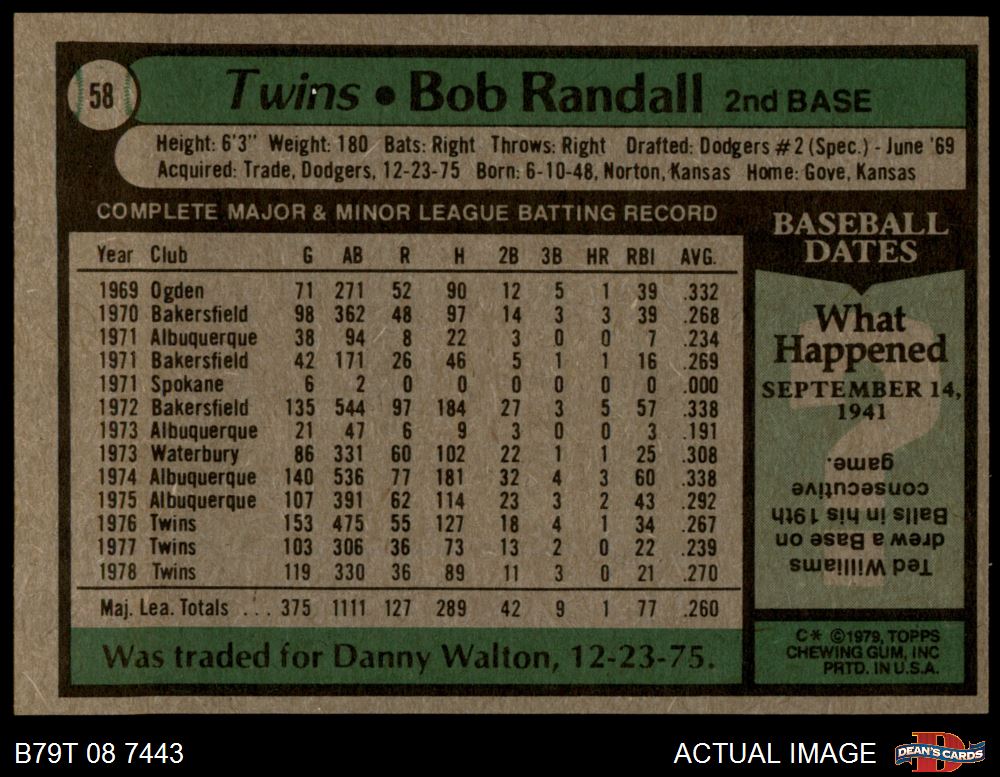 58
Twins • Bob Randall 2nd BASE
Height: 6'3" Weight: 180 Bats: Right Throws: Right Drafted: Dodgers #2 (Spec.) - June '69
Acquired: Trade, Dodgers, 12-23-75 Born: 6-10-48, Norton, Kansas Home: Gove, Kansas
COMPLETE MAJOR & MINOR LEAGUE BATTING RECORD
Year Club G AB R H 2B 3B HR RBI AVG.
1969 Ogden 71 271 52 90 12 5 1 39 .332
1970 Bakersfield 98 362 48 97 14 3 3 39 .268
1971 Albuquerque 38 94 8 22 3 0 0 7 .234
1971 Bakersfield 42 171 26 46 5 1 1 16 .269
1971 Spokane 6 2 0 0 0 0 0 0 .000
1972 Bakersfield 135 544 97 184 27 3 5 57 .338
1973 Albuquerque 21 47 6 9 3 0 0 3 .191
1973 Waterbury 86 331 60 102 22 1 1 25 .308
1974 Albuquerque 140 536 77 181 32 4 3 60 .338
1975 Albuquerque 107 391 62 114 23 3 2 43 .292
1976 Twins 153 475 55 127 18 4 1 34 .267
1977 Twins 103 306 36 73 13 2 0 22 .239
1978 Twins 119 330 36 89 11 3 0 21 .270
Maj. Lea. Totals ... 375 1111 127 289 42 9 1 77 .260
Was traded for Danny Walton, 12-23-75.
BASEBALL
DATES
What
Happened
SEPTEMBER 14,
1941
Ted Williams
drew a Base on
Balls in his 19th
consecutive
game.
C* ©1979, TOPPS
CHEWING GUM, INC
PRTD. IN U.S.A.
B79T 08 7443
ACTUAL IMAGE
DEAN'S CARDS